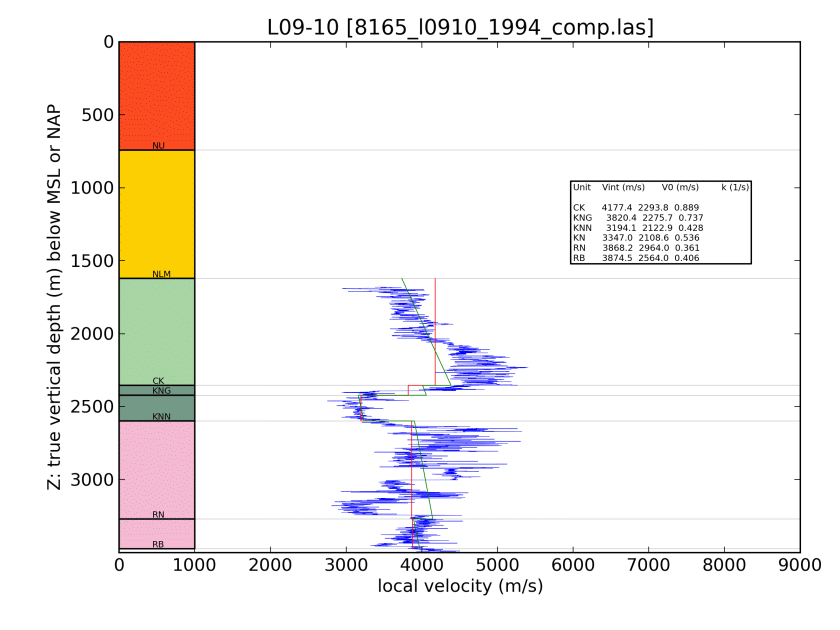 L09-10 [8165_l0910_1994_comp.las]
Z: true vertical depth (m) below MSL or NAP
0
500
1000
1500
2000
2500
3000
NU
NLM
CK
KNG
KNN
RN
RB
Unit Vint (m/s) V0 (m/s) k (1/s)
CK 4177.4 2293.8 0.889
KNG 3820.4 2275.7 0.737
KNN 3194.1 2122.9 0.428
KN 3347.0 2108.6 0.536
RN 3868.2 2964.0 0.361
RB 3874.5 2564.0 0.406
0 1000 2000 3000 4000 5000 6000 7000 8000 9000
local velocity (m/s)